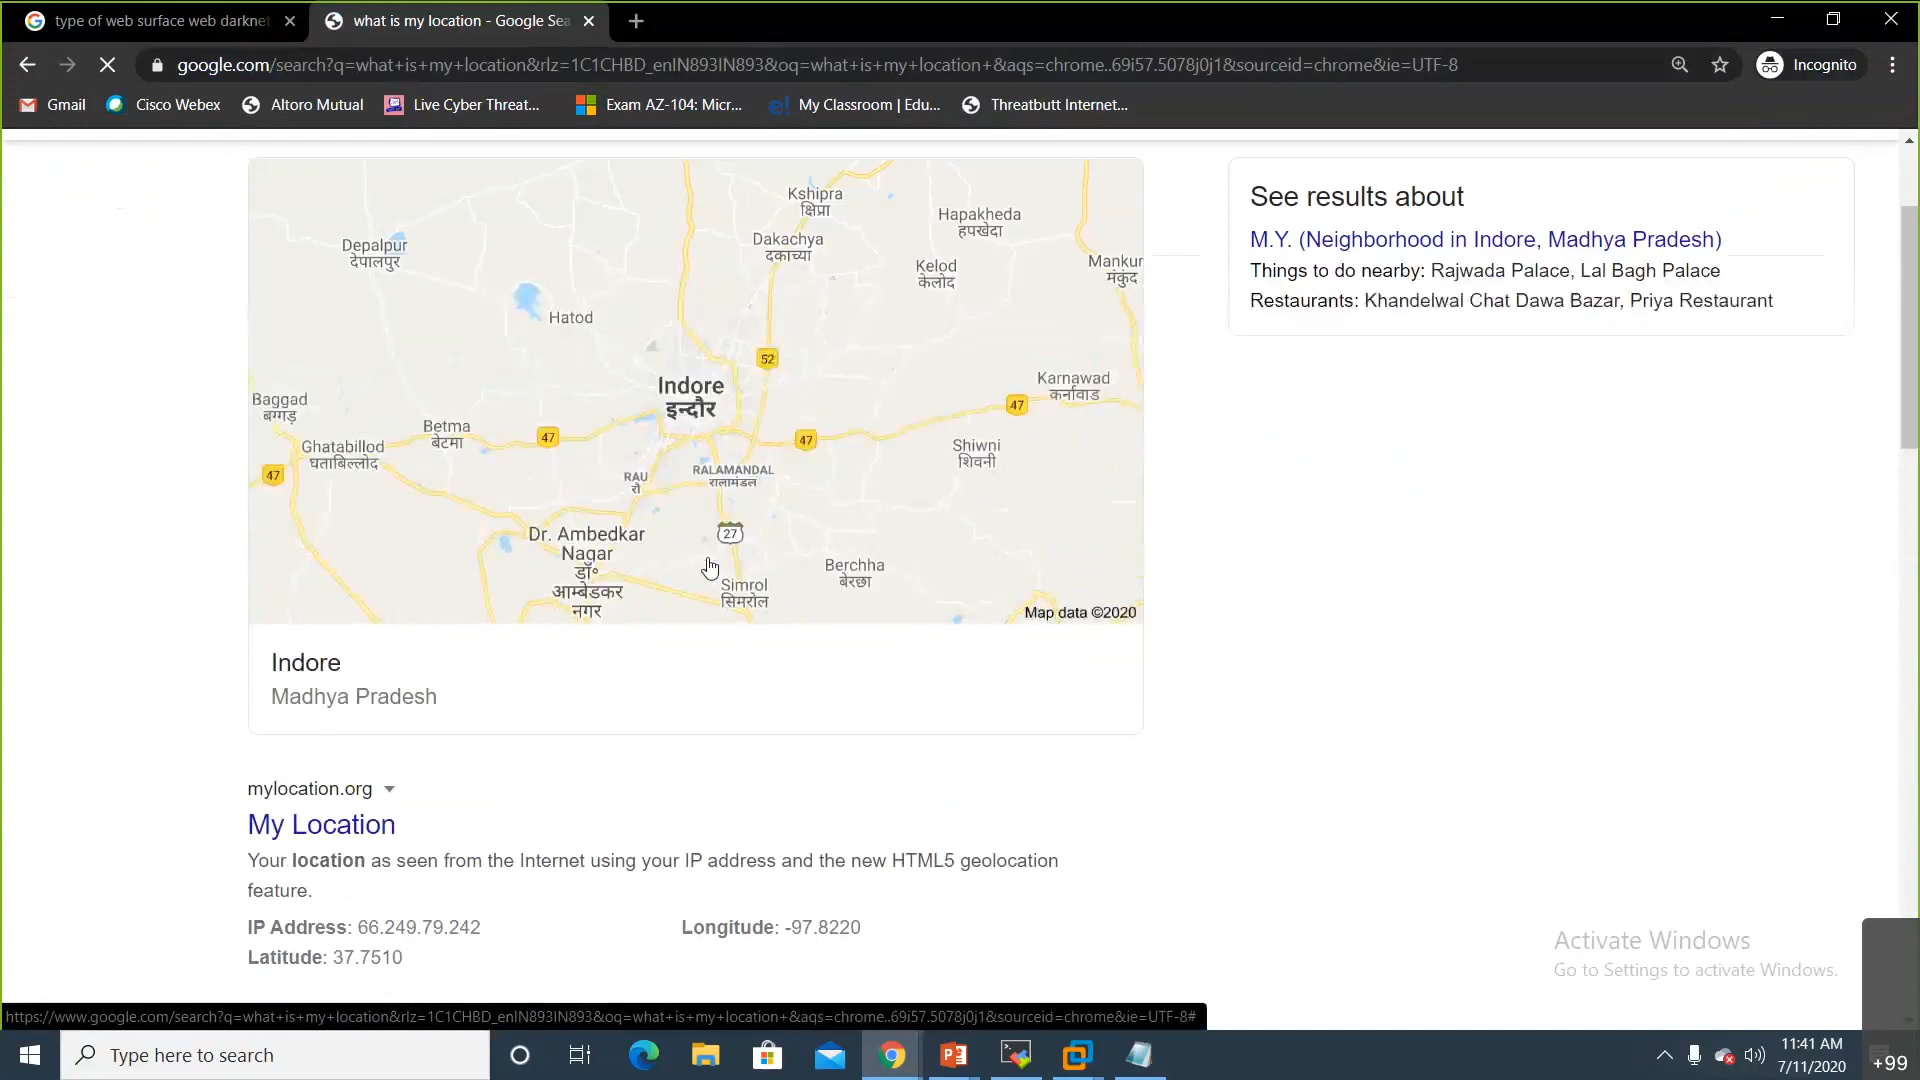 type of web surface web darknet
what is my location - Google Sea
google.com/search?q=what+is+my+location&rlz=1C1CHBD_enIN893IN893&oq=what+is+my+location+&aqs=chrome..69i57.5078j0j1&sourceid=chrome&ie=UTF-8
Incognito
Gmail
Cisco Webex
Altoro Mutual
Live Cyber Threat...
Exam AZ-104: Micr...
My Classroom | Edu...
Threatbutt Internet...
Kshipra
क्षिप्रा
Hapakheda
हपखेडा
Depalpur
देपालपुर
Dakachya
दकाच्या
Kelod
केलोद
Mankun
मंकुंद
Hatod
52
Indore
इन्दौर
Karnawad
कर्नावाद
47
Baggad
बग्गड़
Betma
बेटमा
47
47
Ghatabillod
घताबिल्लोद
Shiwni
शिवनी
47
RAU
रौ
RALAMANDAL
रालामंडल
27
Dr. Ambedkar
Nagar
डॉ॰
आम्बेडकर
नगर
Berchha
बेरछा
Simrol
सिमरोल
Map data ©2020
Indore
Madhya Pradesh
See results about
M.Y. (Neighborhood in Indore, Madhya Pradesh)
Things to do nearby: Rajwada Palace, Lal Bagh Palace
Restaurants: Khandelwal Chat Dawa Bazar, Priya Restaurant
mylocation.org
My Location
Your location as seen from the Internet using your IP address and the new HTML5 geolocation
feature.
IP Address: 66.249.79.242
Longitude: -97.8220
Latitude: 37.7510
Activate Windows
Go to Settings to activate Windows.
https://www.google.com/search?q=what+is+my+location&rlz=1C1CHBD_enIN893IN893&oq=what+is+my+location+&aqs=chrome..69i57.5078j0j1&sourceid=chrome&ie=UTF-8#
Type here to search
11:41 AM
7/11/2020
+99